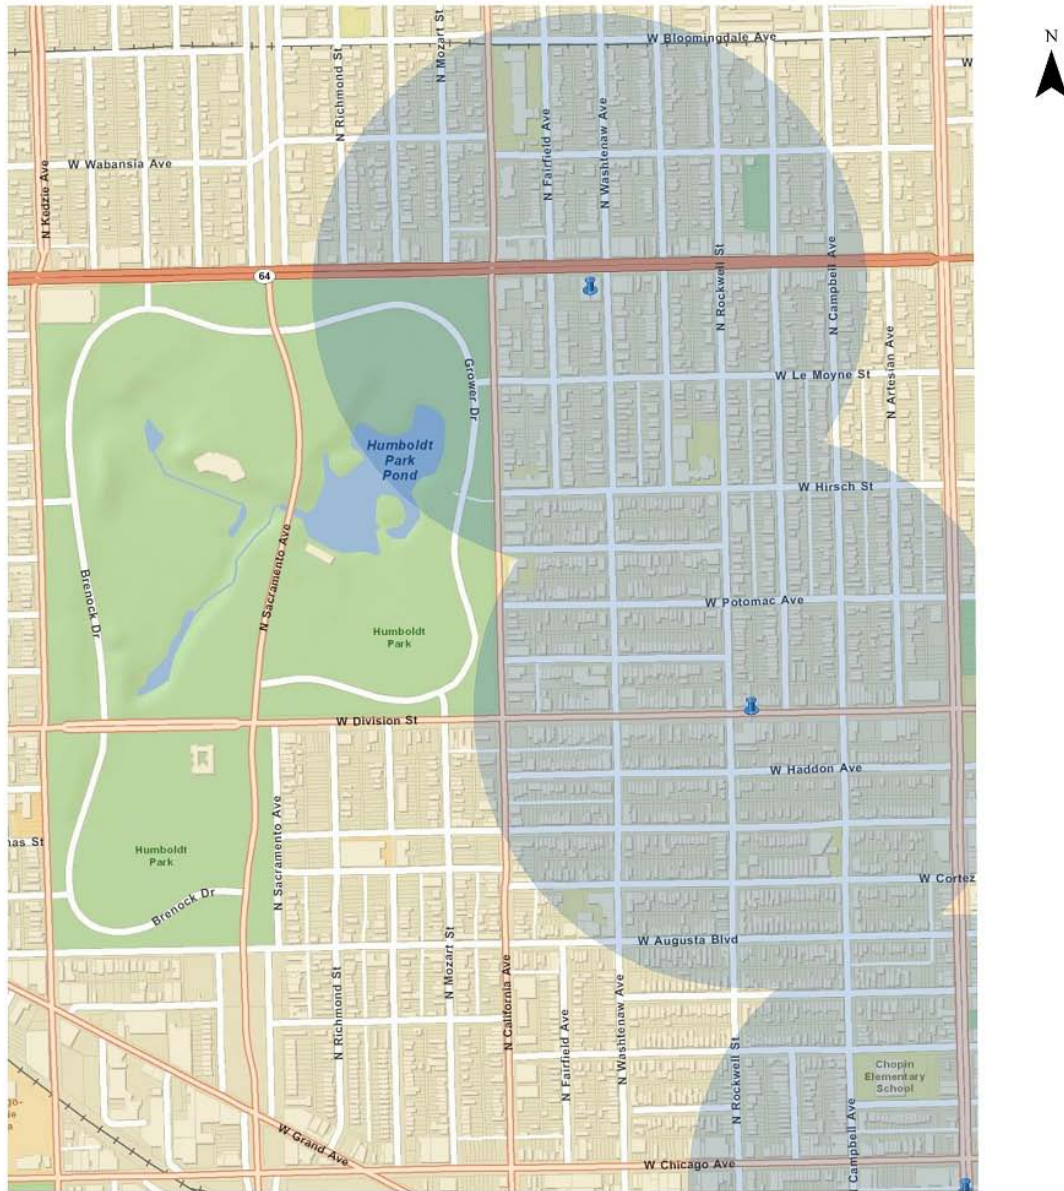 N
W Bloomingdale Ave
N Mozart St
N Richmond St
W
N Fairfield Ave
N Washtenaw Ave
W Wabansia Ave
N Kedzie Ave
64
N Rockwell St
N Campbell Ave
N Artesian Ave
W Le Moyne St
Grower Dr
Humboldt
Park
Pond
W Hirsch St
N Sacramento Ave
Brenock Dr
W Potomac Ave
Humboldt
Park
W Division St
W Haddon Ave
nas St
N Sacramento Ave
Humboldt
Park
W Cortez
Brenock Dr
W Augusta Blvd
N Mozart St
N Richmond St
N California Ave
N Fairfield Ave
N Washtenaw Ave
N Rockwell St
Chopin
Elementary
School
Campbell Ave
W Grand Ave
W Chicago Ave